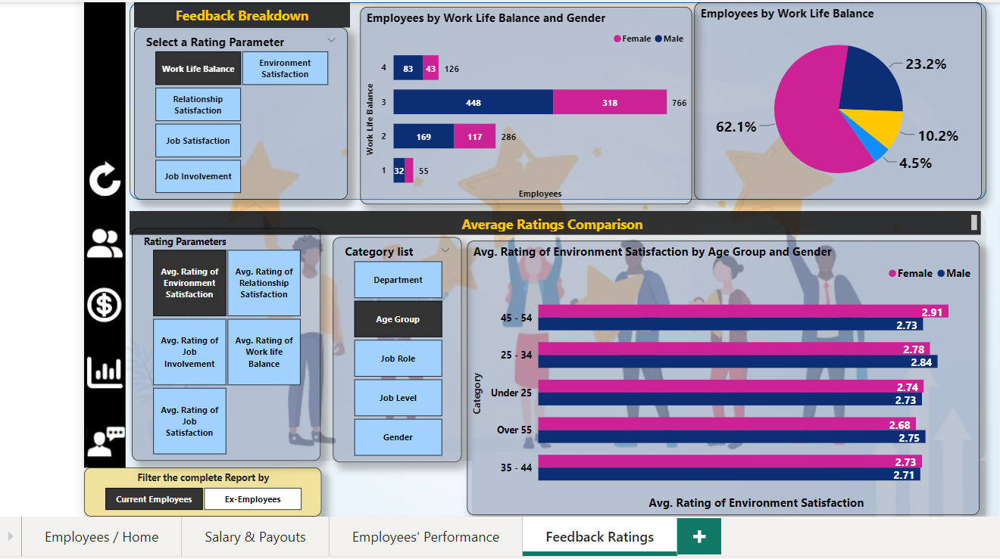 Feedback Breakdown
Select a Rating Parameter
Work Life Balance
Environment
Satisfaction
Relationship
Satisfaction
Job Satisfaction
Job Involvement
Employees by Work Life Balance and Gender
Female Male
Work Life Balance
4 83 43 126
3 448 318 766
2 169 117 286
1 32 55
Employees
Employees by Work Life Balance
23.2%
62.1%
10.2%
4.5%
Average Ratings Comparison
Rating Parameters
Avg. Rating of
Environment
Satisfaction
Avg. Rating of
Relationship
Satisfaction
Avg. Rating of
Job
Involvement
Avg. Rating of
Work life
Balance
Avg. Rating of
Job
Satisfaction
Category list
Department
Age Group
Job Role
Job Level
Gender
Avg. Rating of Environment Satisfaction by Age Group and Gender
Female Male
Category
45 - 54 2.91
2.73
25 - 34 2.78
2.84
Under 25 2.74
2.73
Over 55 2.68
2.75
35 - 44 2.73
2.71
Avg. Rating of Environment Satisfaction
Filter the complete Report by
Current Employees Ex-Employees
Employees / Home Salary & Payouts Employees' Performance Feedback Ratings +